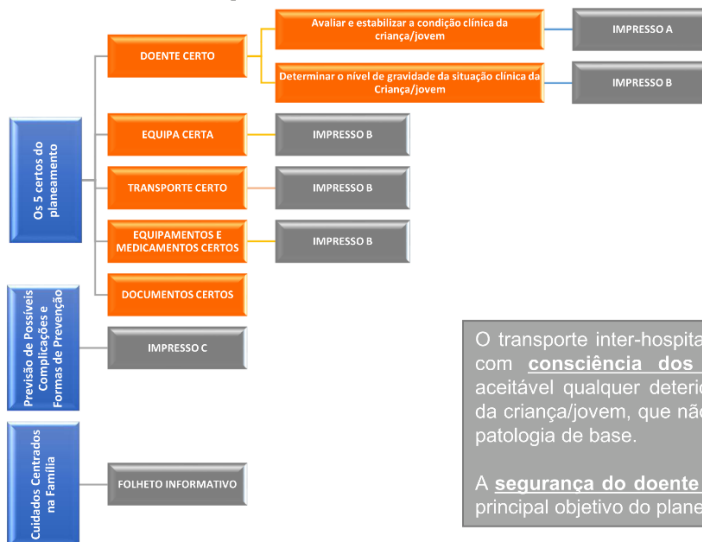 Os 5 certos do
planeamento
DOENTE CERTO
Avaliar e estabilizar a condição clínica da
criança/jovem
IMPRESSO A
Determinar o nível de gravidade da situação clínica da
Criança/jovem
IMPRESSO B
EQUIPA CERTA
IMPRESSO B
TRANSPORTE CERTO
IMPRESSO B
EQUIPAMENTOS E
MEDICAMENTOS CERTOS
IMPRESSO B
DOCUMENTOS CERTOS
Previsão de Possíveis
Complicações e
Formas de Prevenção
IMPRESSO C
Cuidados Centrados
na Família
FOLHETO INFORMATIVO
O transporte inter-hospita
com consciência dos
aceitável qualquer deterio
da criança/jovem, que não
patologia de base.
A segurança do doente
principal objetivo do plane